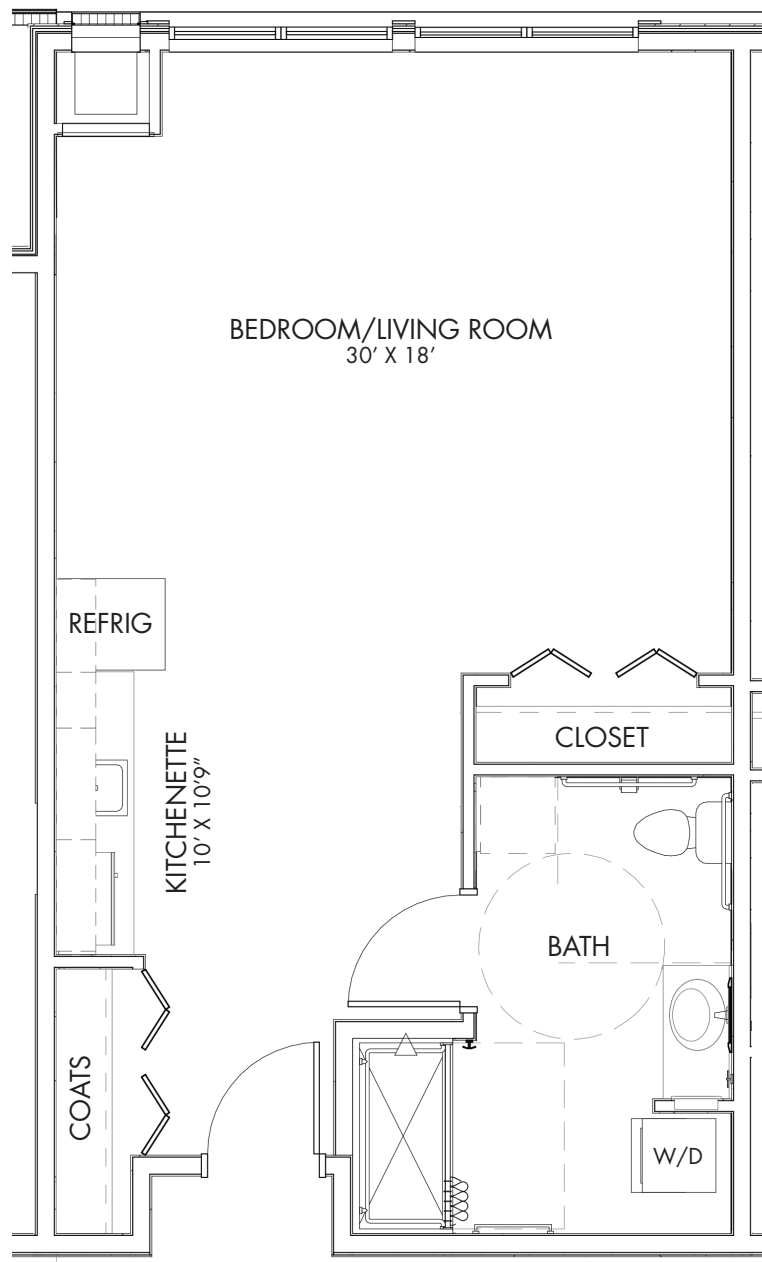 BEDROOM/LIVING ROOM
30’ X 18’
REFRIG
KITCHENETTE
10’ X 10’9”
CLOSET
BATH
COATS
W/D